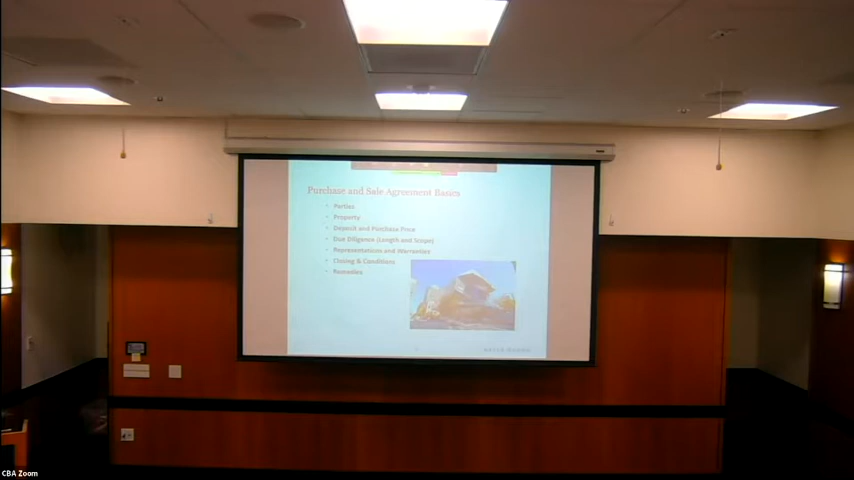 Purchase and Sale Agreement Basics
• Parties
• Property
• Deposit and Purchase Price
• Due Diligence (Length and Scope)
• Representations and Warranties
• Closing & Conditions
• Remedies
CBA Zoom